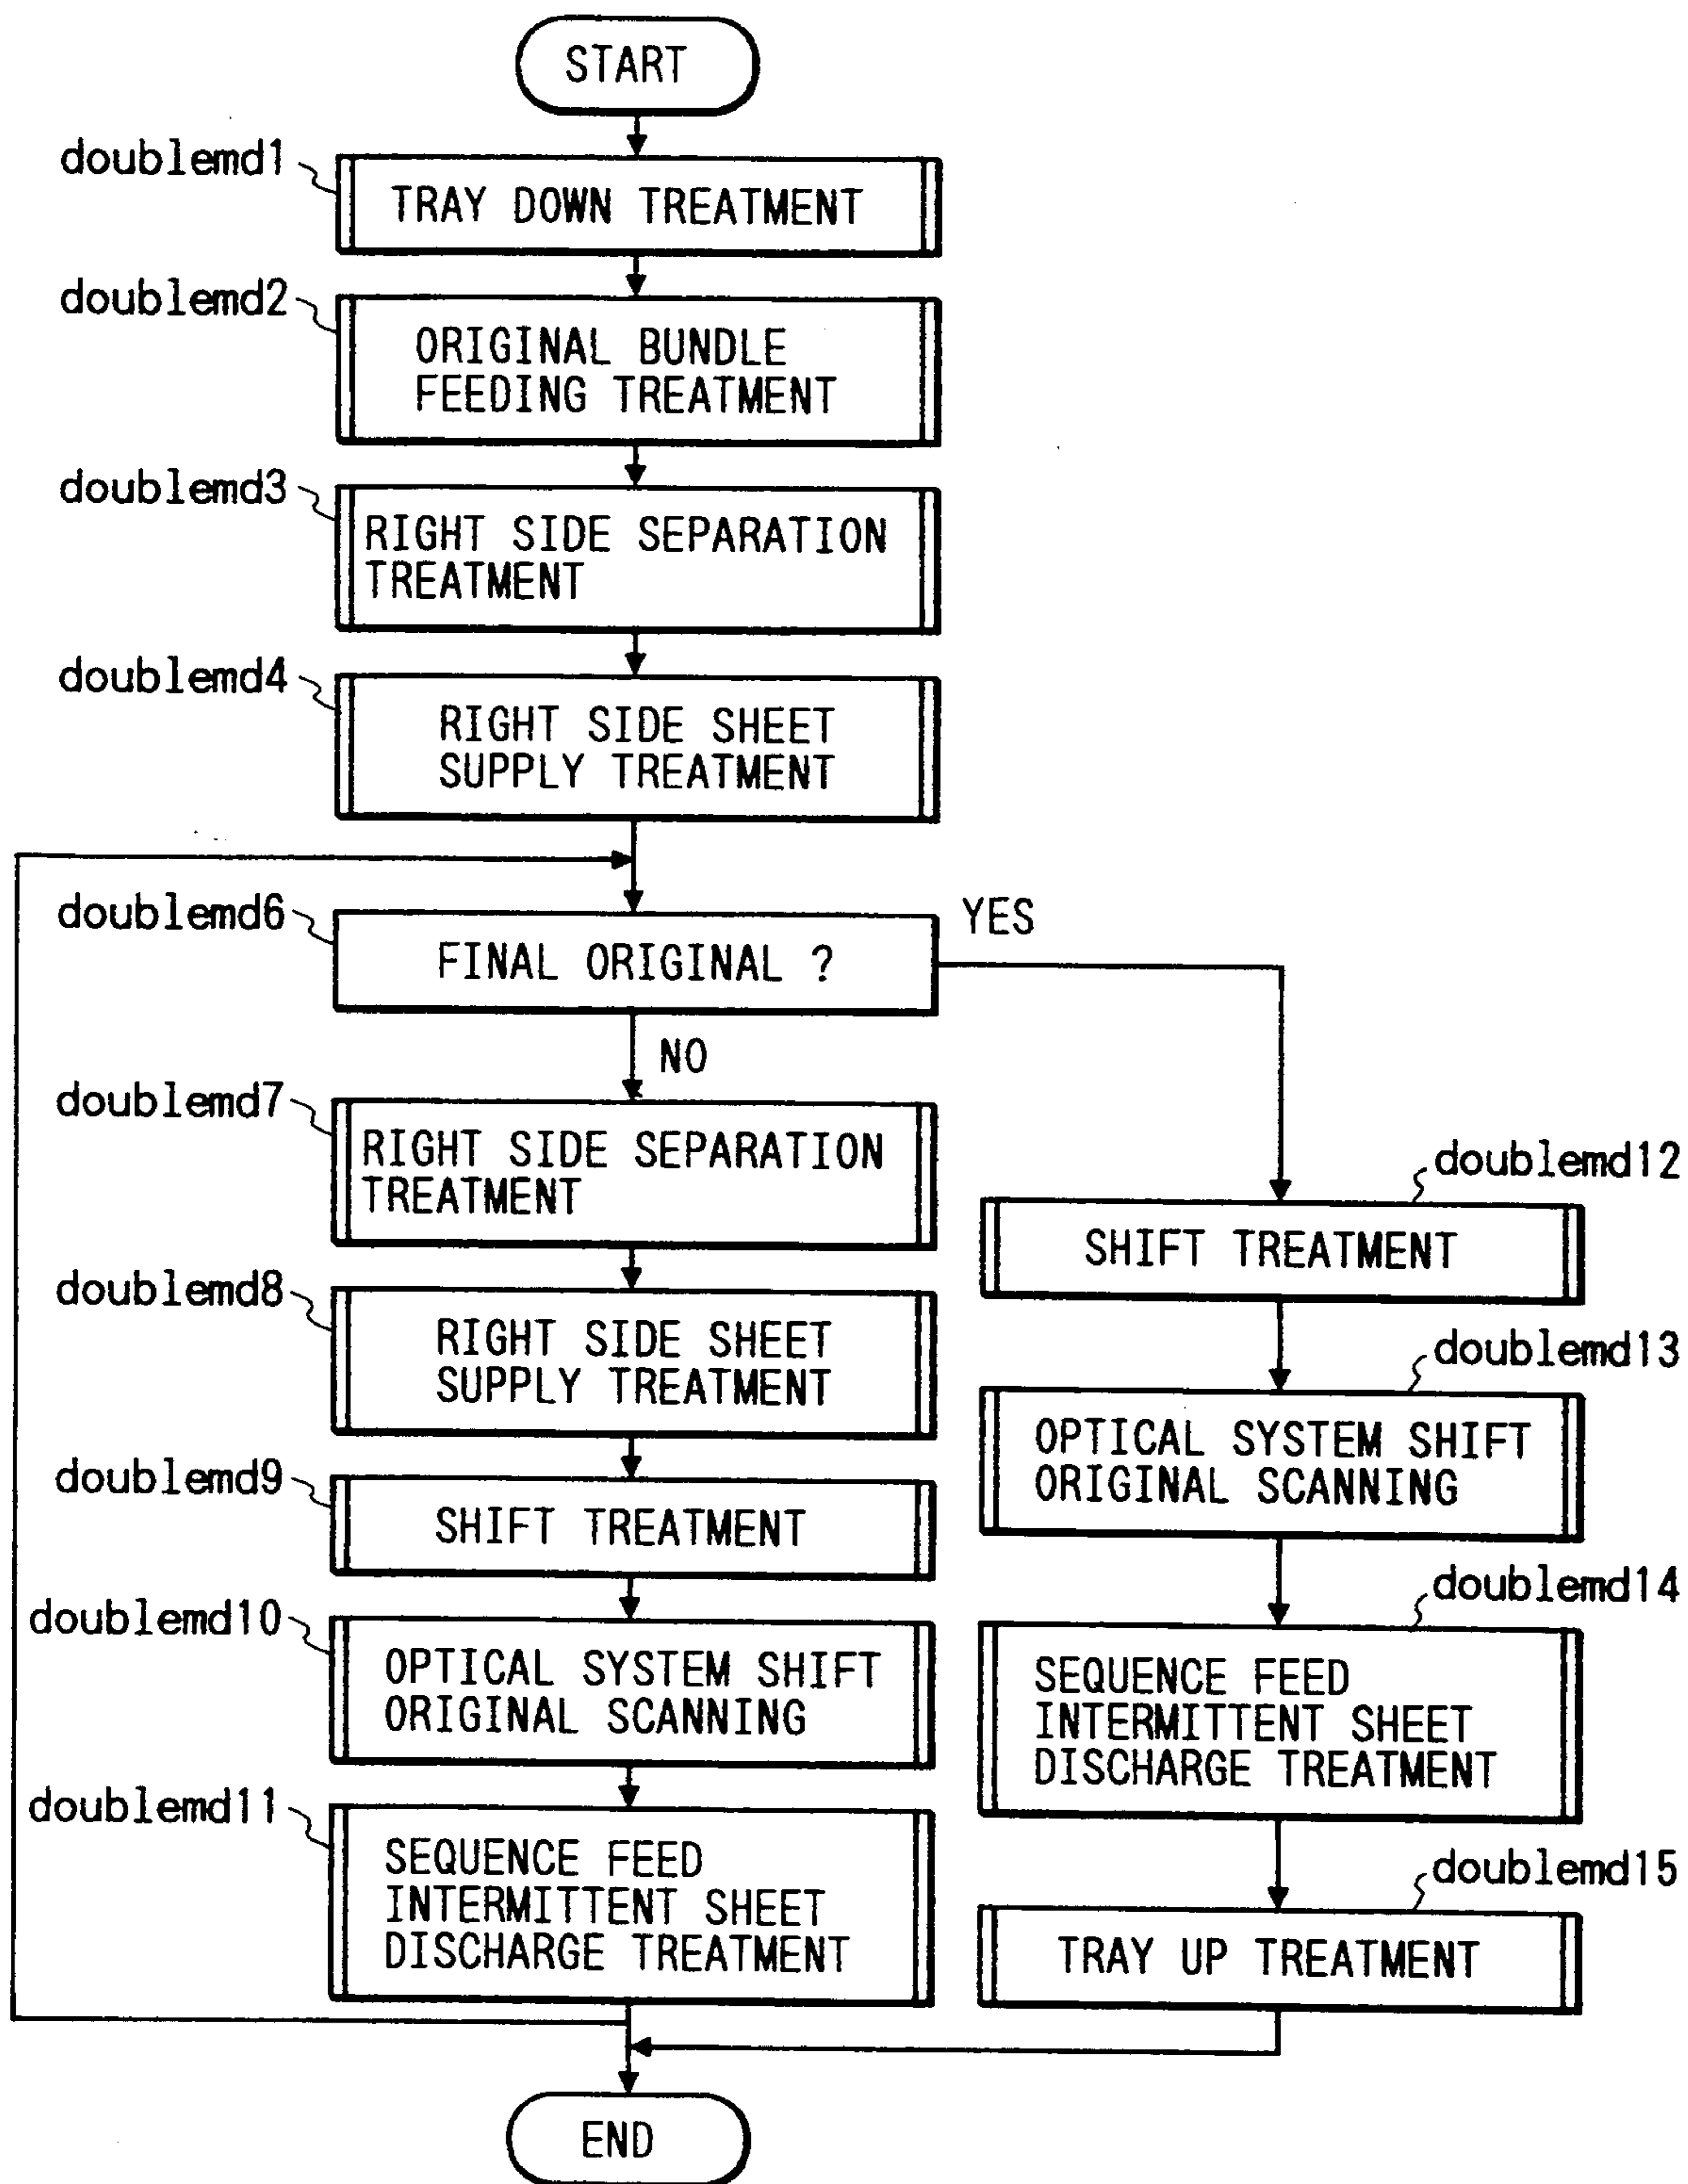 START
doublemd1
TRAY DOWN TREATMENT
doublemd2
ORIGINAL BUNDLE
FEEDING TREATMENT
doublemd3
RIGHT SIDE SEPARATION
TREATMENT
doublemd4
RIGHT SIDE SHEET
SUPPLY TREATMENT
doublemd6
FINAL ORIGINAL ?
YES
NO
doublemd7
RIGHT SIDE SEPARATION
TREATMENT
doublemd8
RIGHT SIDE SHEET
SUPPLY TREATMENT
doublemd9
SHIFT TREATMENT
doublemd10
OPTICAL SYSTEM SHIFT
ORIGINAL SCANNING
doublemd11
SEQUENCE FEED
INTERMITTENT SHEET
DISCHARGE TREATMENT
doublemd12
SHIFT TREATMENT
doublemd13
OPTICAL SYSTEM SHIFT
ORIGINAL SCANNING
doublemd14
SEQUENCE FEED
INTERMITTENT SHEET
DISCHARGE TREATMENT
doublemd15
TRAY UP TREATMENT
END